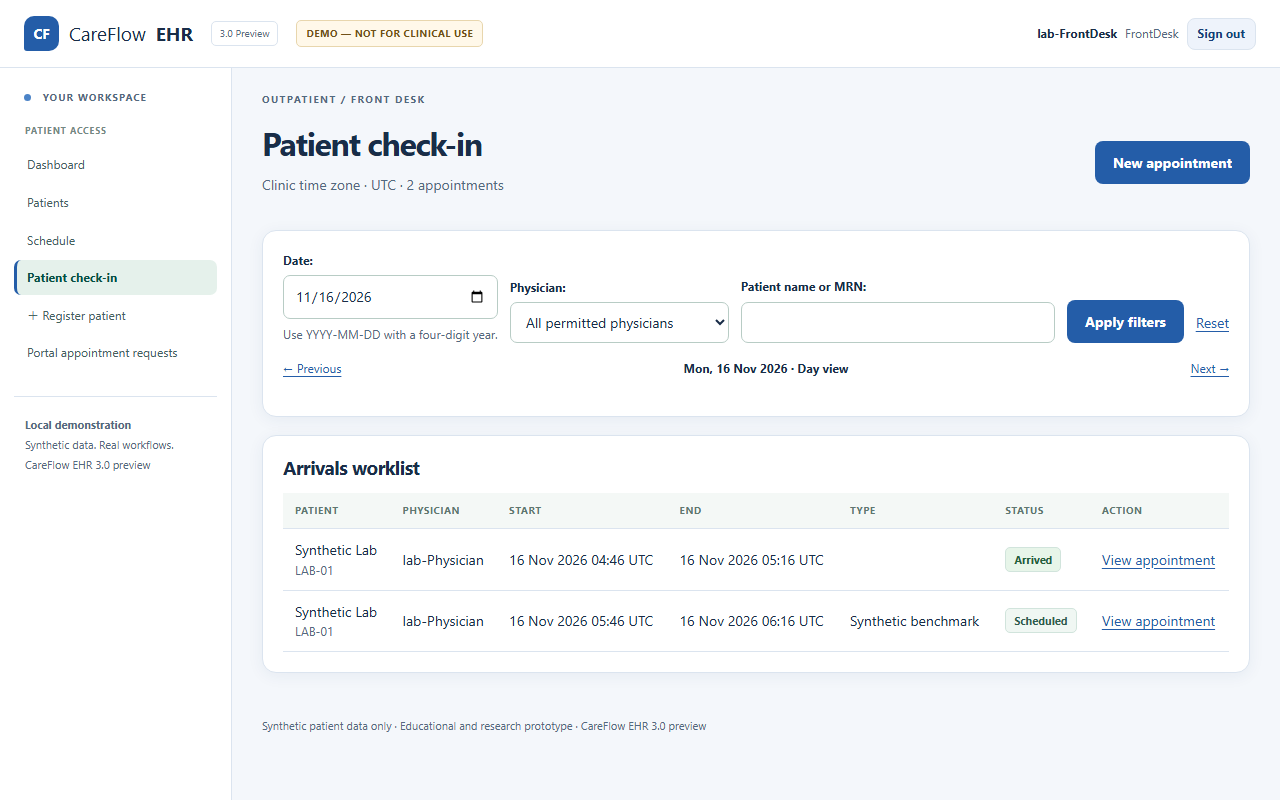 CF CareFlow EHR 3.0 Preview DEMO — NOT FOR CLINICAL USE lab-FrontDesk FrontDesk Sign out
YOUR WORKSPACE
PATIENT ACCESS
Dashboard
Patients
Schedule
Patient check-in
+ Register patient
Portal appointment requests
Local demonstration
Synthetic data. Real workflows.
CareFlow EHR 3.0 preview
OUTPATIENT / FRONT DESK
Patient check-in
Clinic time zone · UTC · 2 appointments
New appointment
Date:
11/16/2026
Use YYYY-MM-DD with a four-digit year.
Physician:
All permitted physicians
Patient name or MRN:
Apply filters
Reset
← Previous
Mon, 16 Nov 2026 · Day view
Next →
Arrivals worklist
PATIENT PHYSICIAN START END TYPE STATUS ACTION
Synthetic Lab
LAB-01
lab-Physician 16 Nov 2026 04:46 UTC 16 Nov 2026 05:16 UTC Arrived View appointment
Synthetic Lab
LAB-01
lab-Physician 16 Nov 2026 05:46 UTC 16 Nov 2026 06:16 UTC Synthetic benchmark Scheduled View appointment
Synthetic patient data only · Educational and research prototype · CareFlow EHR 3.0 preview